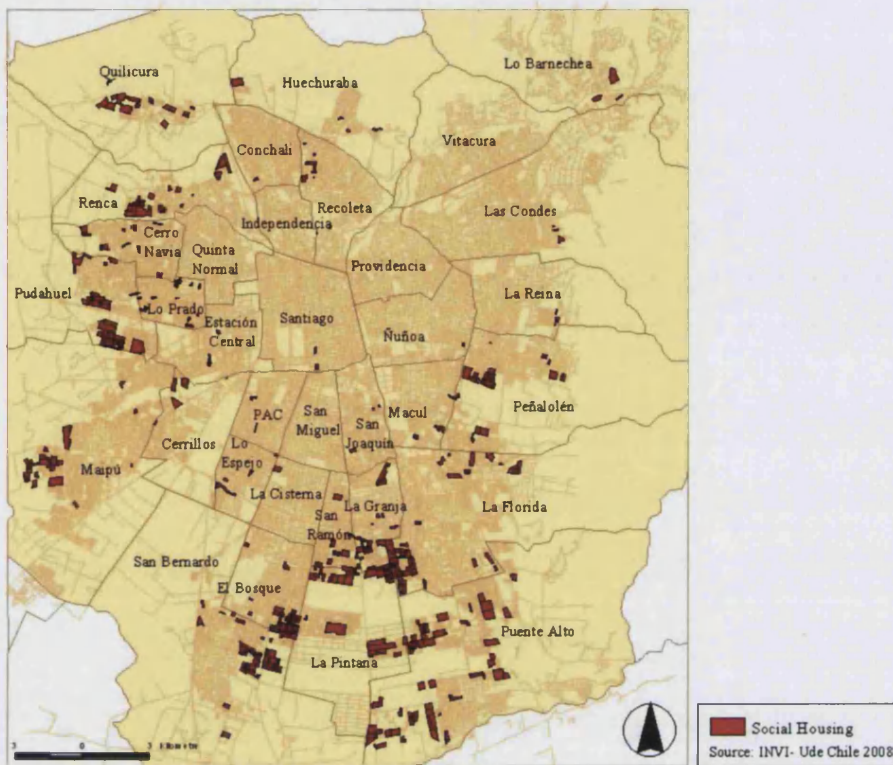 Quilicura
Huechuraba
Lo Barnechea
Conchalí
Vitacura
Renca
Recoleta
Las Condes
Independencia
Cerro
Navia
Quinta
Normal
Providencia
Pudahuel
Lo Prado
La Reina
Estación
Central
Santiago
Ñuñoa
Peñalolén
PAC
San
Miguel
San
Joaquín
Macul
Cerrillos
Lo
Espejo
Maipú
La Cisterna
La Granja
San
Ramón
La Florida
San Bernardo
El Bosque
Puente Alto
La Pintana
3 0 3
Social Housing
Source: INVI- Ude Chile 2008